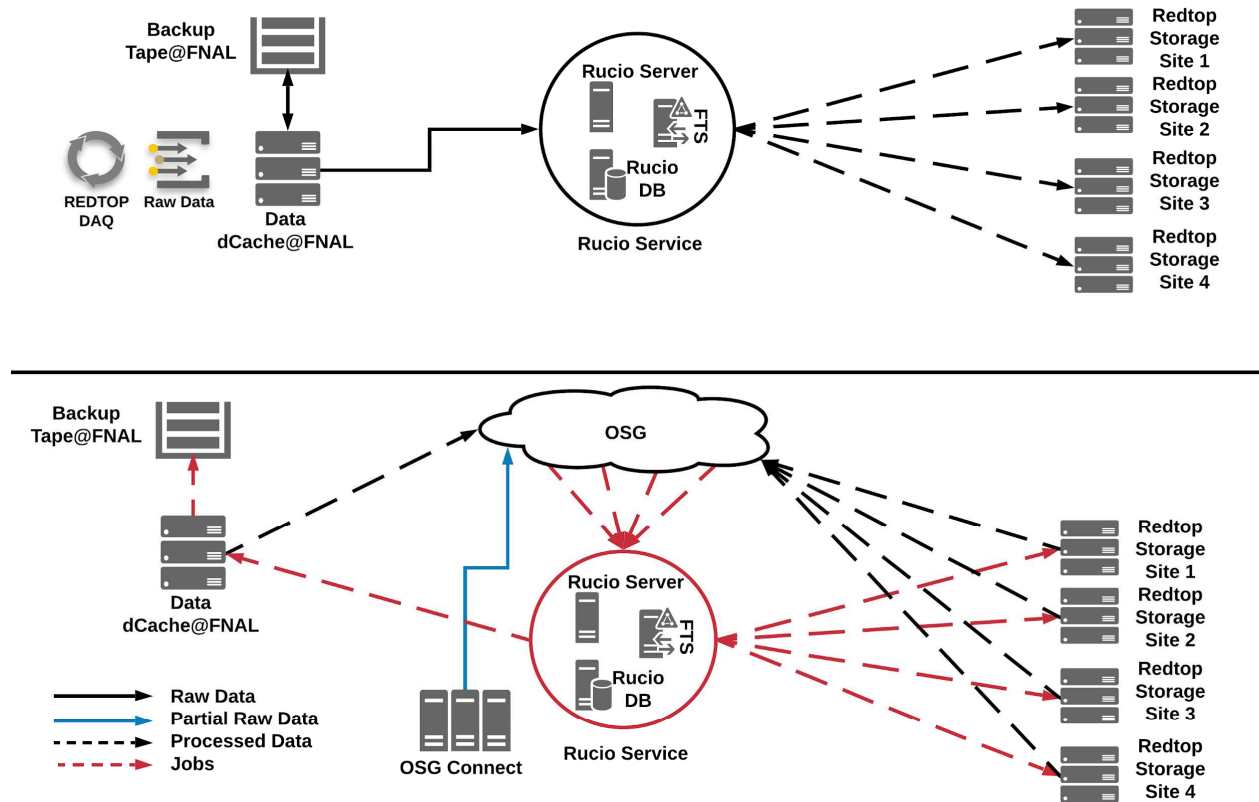 Backup
Tape@FNAL
REDTOP
DAQ
Raw Data
Data
dCache@FNAL
Rucio Server
FTS
Rucio
DB
Rucio Service
Redtop
Storage
Site 1
Redtop
Storage
Site 2
Redtop
Storage
Site 3
Redtop
Storage
Site 4
Backup
Tape@FNAL
OSG
Data
dCache@FNAL
Rucio Server
FTS
Rucio
DB
Rucio Service
OSG Connect
Redtop
Storage
Site 1
Redtop
Storage
Site 2
Redtop
Storage
Site 3
Redtop
Storage
Site 4
Raw Data
Partial Raw Data
Processed Data
Jobs